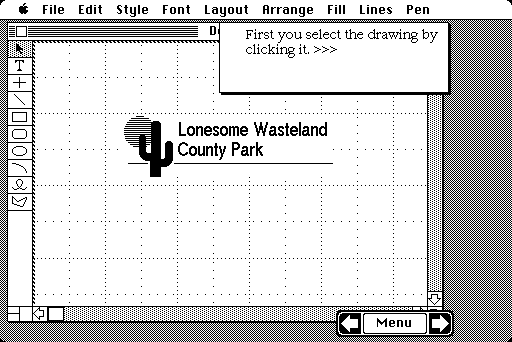 File Edit Style Font Layout Arrange Fill Lines Pen
First you select the drawing by
clicking it. >>>
T
Lonesome Wasteland
County Park
Menu